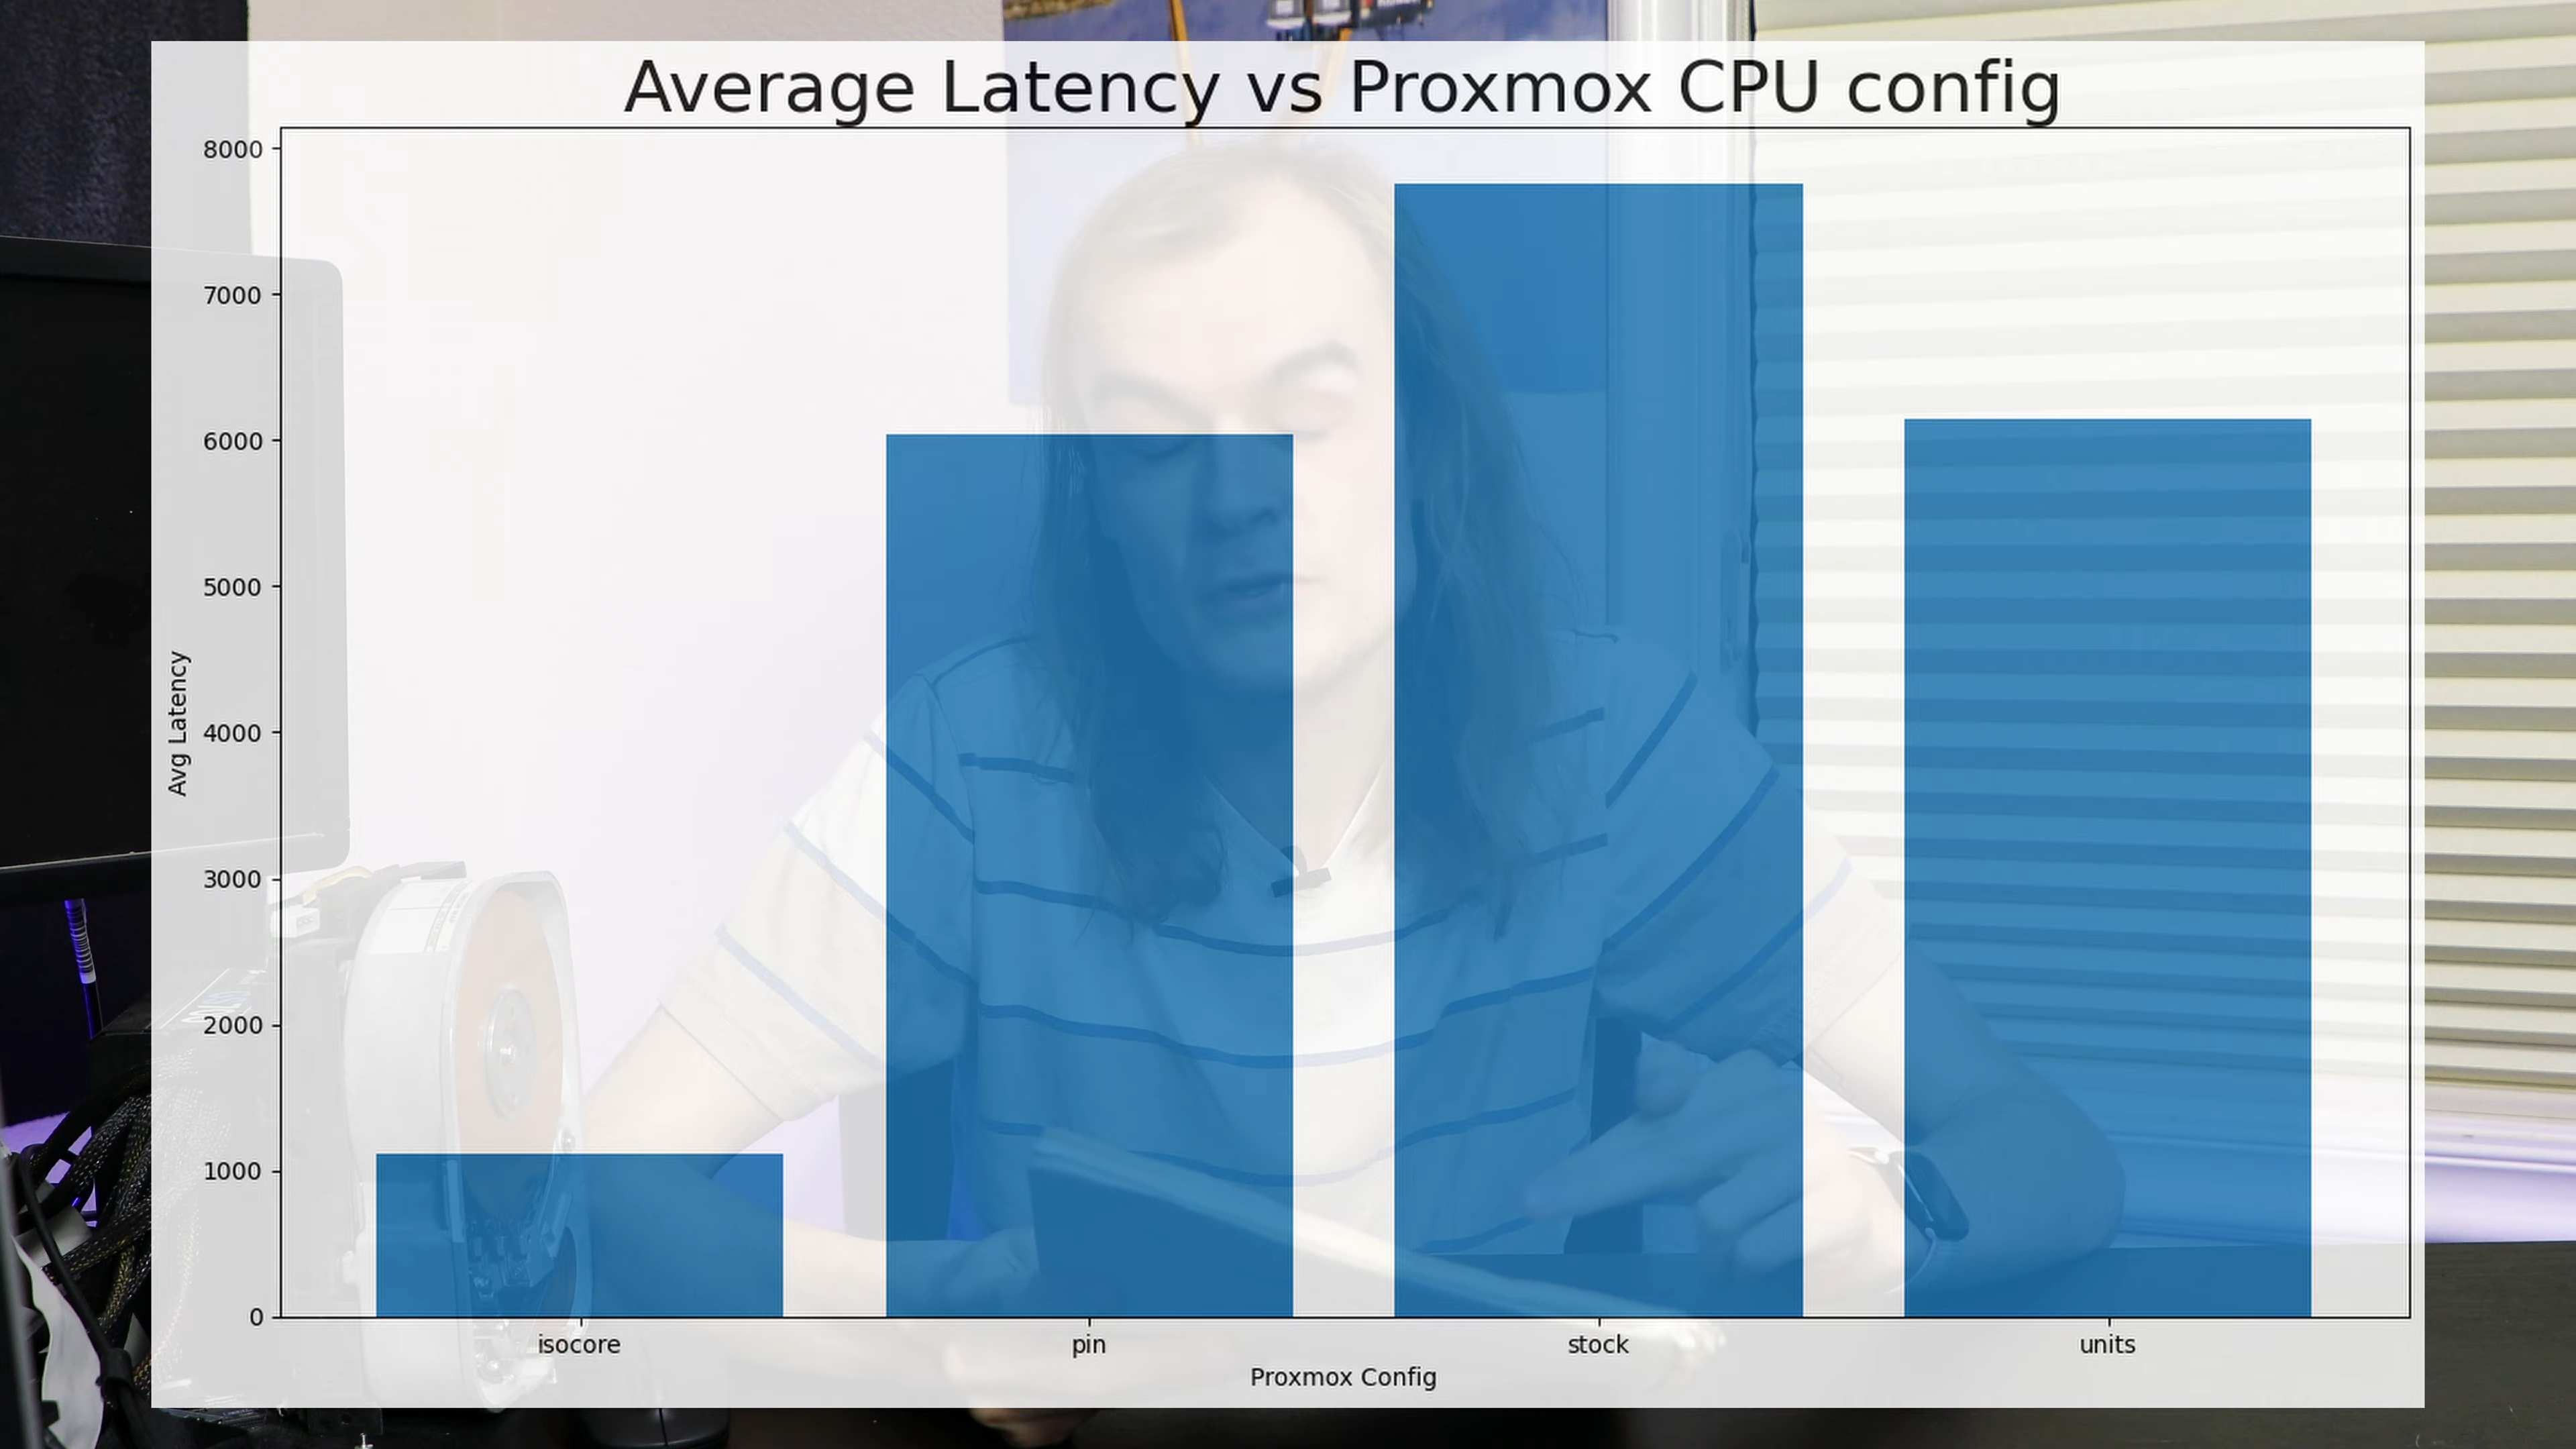 Average Latency vs Proxmox CPU config
8000
7000
6000
5000
4000
3000
2000
1000
0
Avg Latency
isocore
pin
stock
units
Proxmox Config